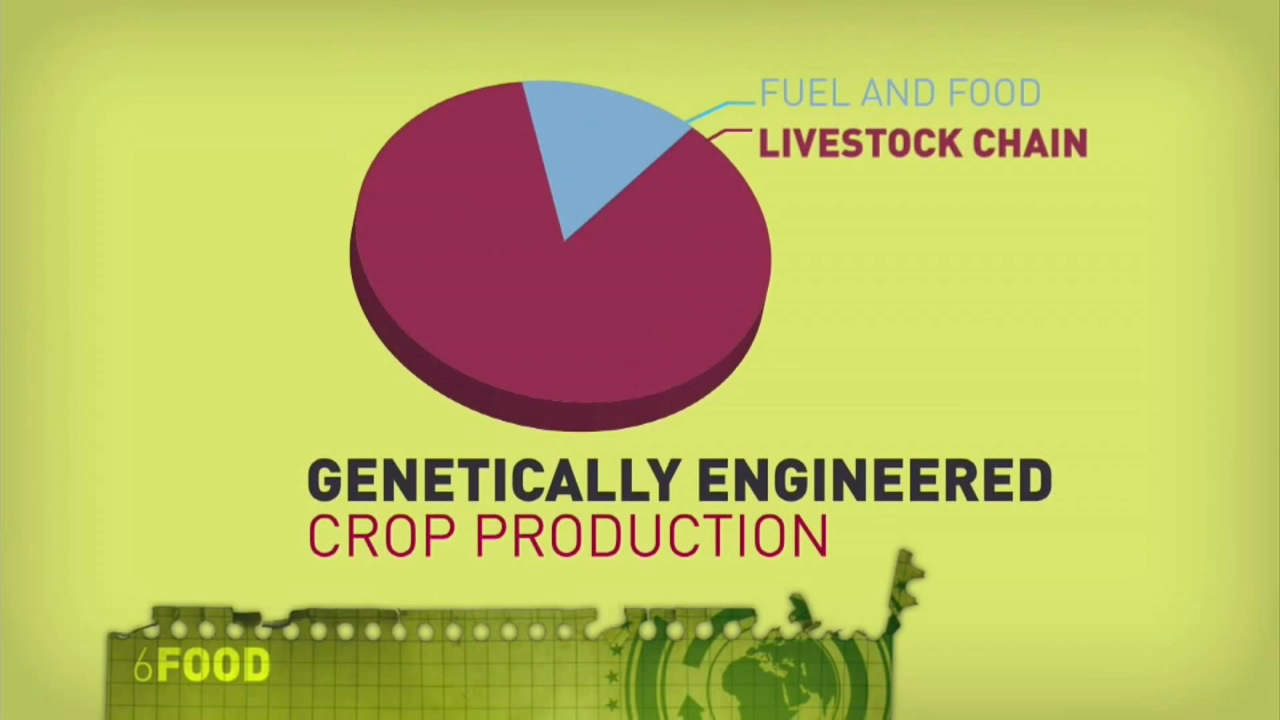 FUEL AND FOOD
LIVESTOCK CHAIN
GENETICALLY ENGINEERED
CROP PRODUCTION
6FOOD